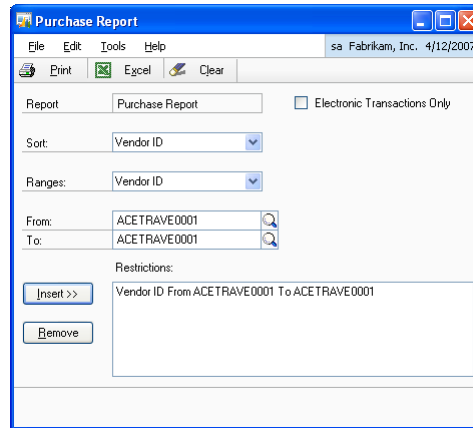 Purchase Report
File Edit Tools Help sa Fabrikam, Inc. 4/12/2007
Print Excel Clear
Report Purchase Report Electronic Transactions Only
Sort: Vendor ID
Ranges: Vendor ID
From: ACETRAVE0001
To: ACETRAVE0001
Restrictions:
Insert >> Vendor ID From ACETRAVE0001 To ACETRAVE0001
Remove